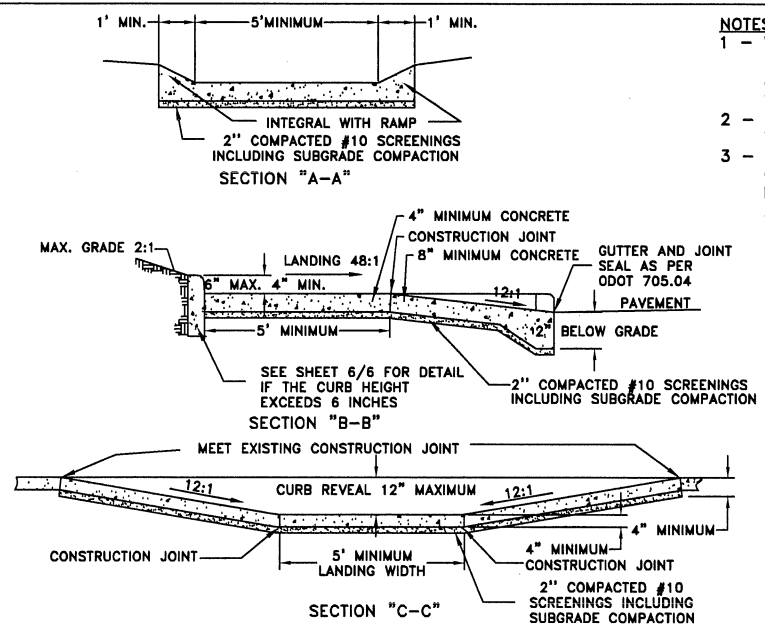 1' MIN.
5'MINIMUM
1' MIN.
INTEGRAL WITH RAMP
2" COMPACTED #10 SCREENINGS
INCLUDING SUBGRADE COMPACTION
SECTION "A-A"
NOTES
1 -
2 -
3 -
MAX. GRADE 2:1
LANDING 48:1
6" MAX. 4" MIN.
4" MINIMUM CONCRETE
CONSTRUCTION JOINT
8" MINIMUM CONCRETE
12:1
GUTTER AND JOINT
SEAL AS PER
ODOT 705.04
PAVEMENT
12" BELOW GRADE
5' MINIMUM
SEE SHEET 6/6 FOR DETAIL
IF THE CURB HEIGHT
EXCEEDS 6 INCHES
2" COMPACTED #10 SCREENINGS
INCLUDING SUBGRADE COMPACTION
SECTION "B-B"
MEET EXISTING CONSTRUCTION JOINT
12:1
CURB REVEAL 12" MAXIMUM
12:1
4" MINIMUM
CONSTRUCTION JOINT
5' MINIMUM
LANDING WIDTH
4" MINIMUM
CONSTRUCTION JOINT
2" COMPACTED #10
SCREENINGS INCLUDING
SUBGRADE COMPACTION
SECTION "C-C"